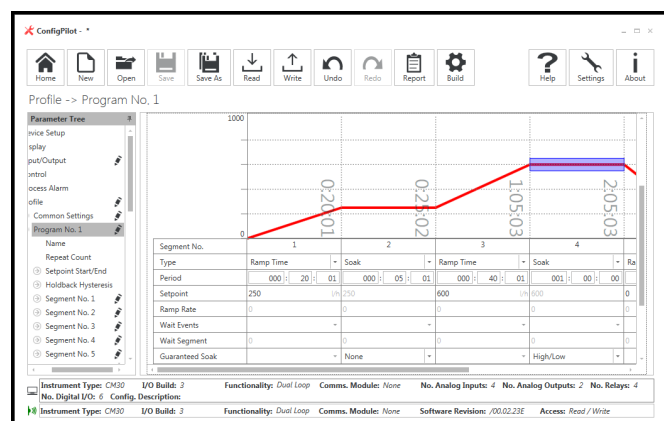 ConfigPilot - *
Home New Open Save Save As Read Write Undo Redo Report Build Help Settings About
Profile -> Program No, 1
Parameter Tree
evice Setup
splay
put/Output
ontrol
ocess Alarm
ofile
Common Settings
Program No. 1
Name
Repeat Count
Setpoint Start/End
Holdback Hysteresis
Segment No. 1
Segment No. 2
Segment No. 3
Segment No. 4
Segment No. 5
1000
0
0:20:01
0:25:02
1:05:03
2:05:03
Segment No. 1 2 3 4
Type Ramp Time Soak Ramp Time Soak Ra
Period 000 : 20 : 01 000 : 05 : 01 000 : 40 : 01 001 : 00 : 00
Setpoint 250 l/h 250 600 l/h 600 0
Ramp Rate 0 0 0 0 0
Wait Events
Wait Segment 0 0 0 0 0
Guaranteed Soak None High/Low
Instrument Type: CM30 I/O Build: 3 Functionality: Dual Loop Comms. Module: None No. Analog Inputs: 4 No. Analog Outputs: 2 No. Relays: 4
No. Digital I/O: 6 Config. Description:
Instrument Type: CM30 I/O Build: 3 Functionality: Dual Loop Comms. Module: None Software Revision: /00.02.23E Access: Read / Write